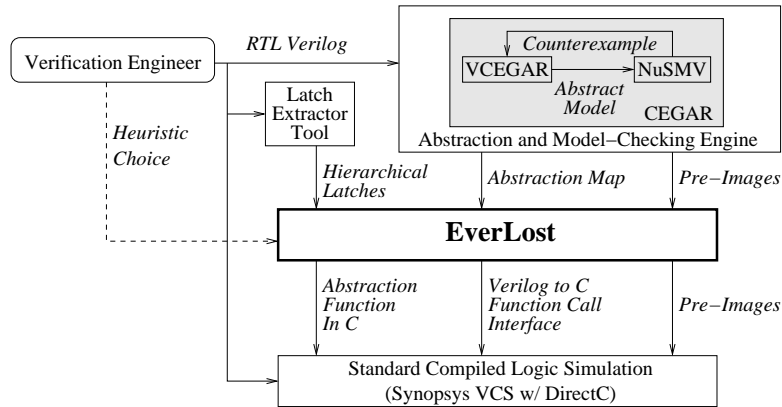 RTL Verilog
Counterexample
Verification Engineer
VCEGAR
NuSMV
Abstract
Model
CEGAR
Latch
Extractor
Tool
Heuristic
Choice
Abstraction and Model−Checking Engine
Hierarchical
Latches
Abstraction Map
Pre−Images
EverLost
Abstraction
Function
In C
Verilog to C
Function Call
Interface
Pre−Images
Standard Compiled Logic Simulation
(Synopsys VCS w/ DirectC)